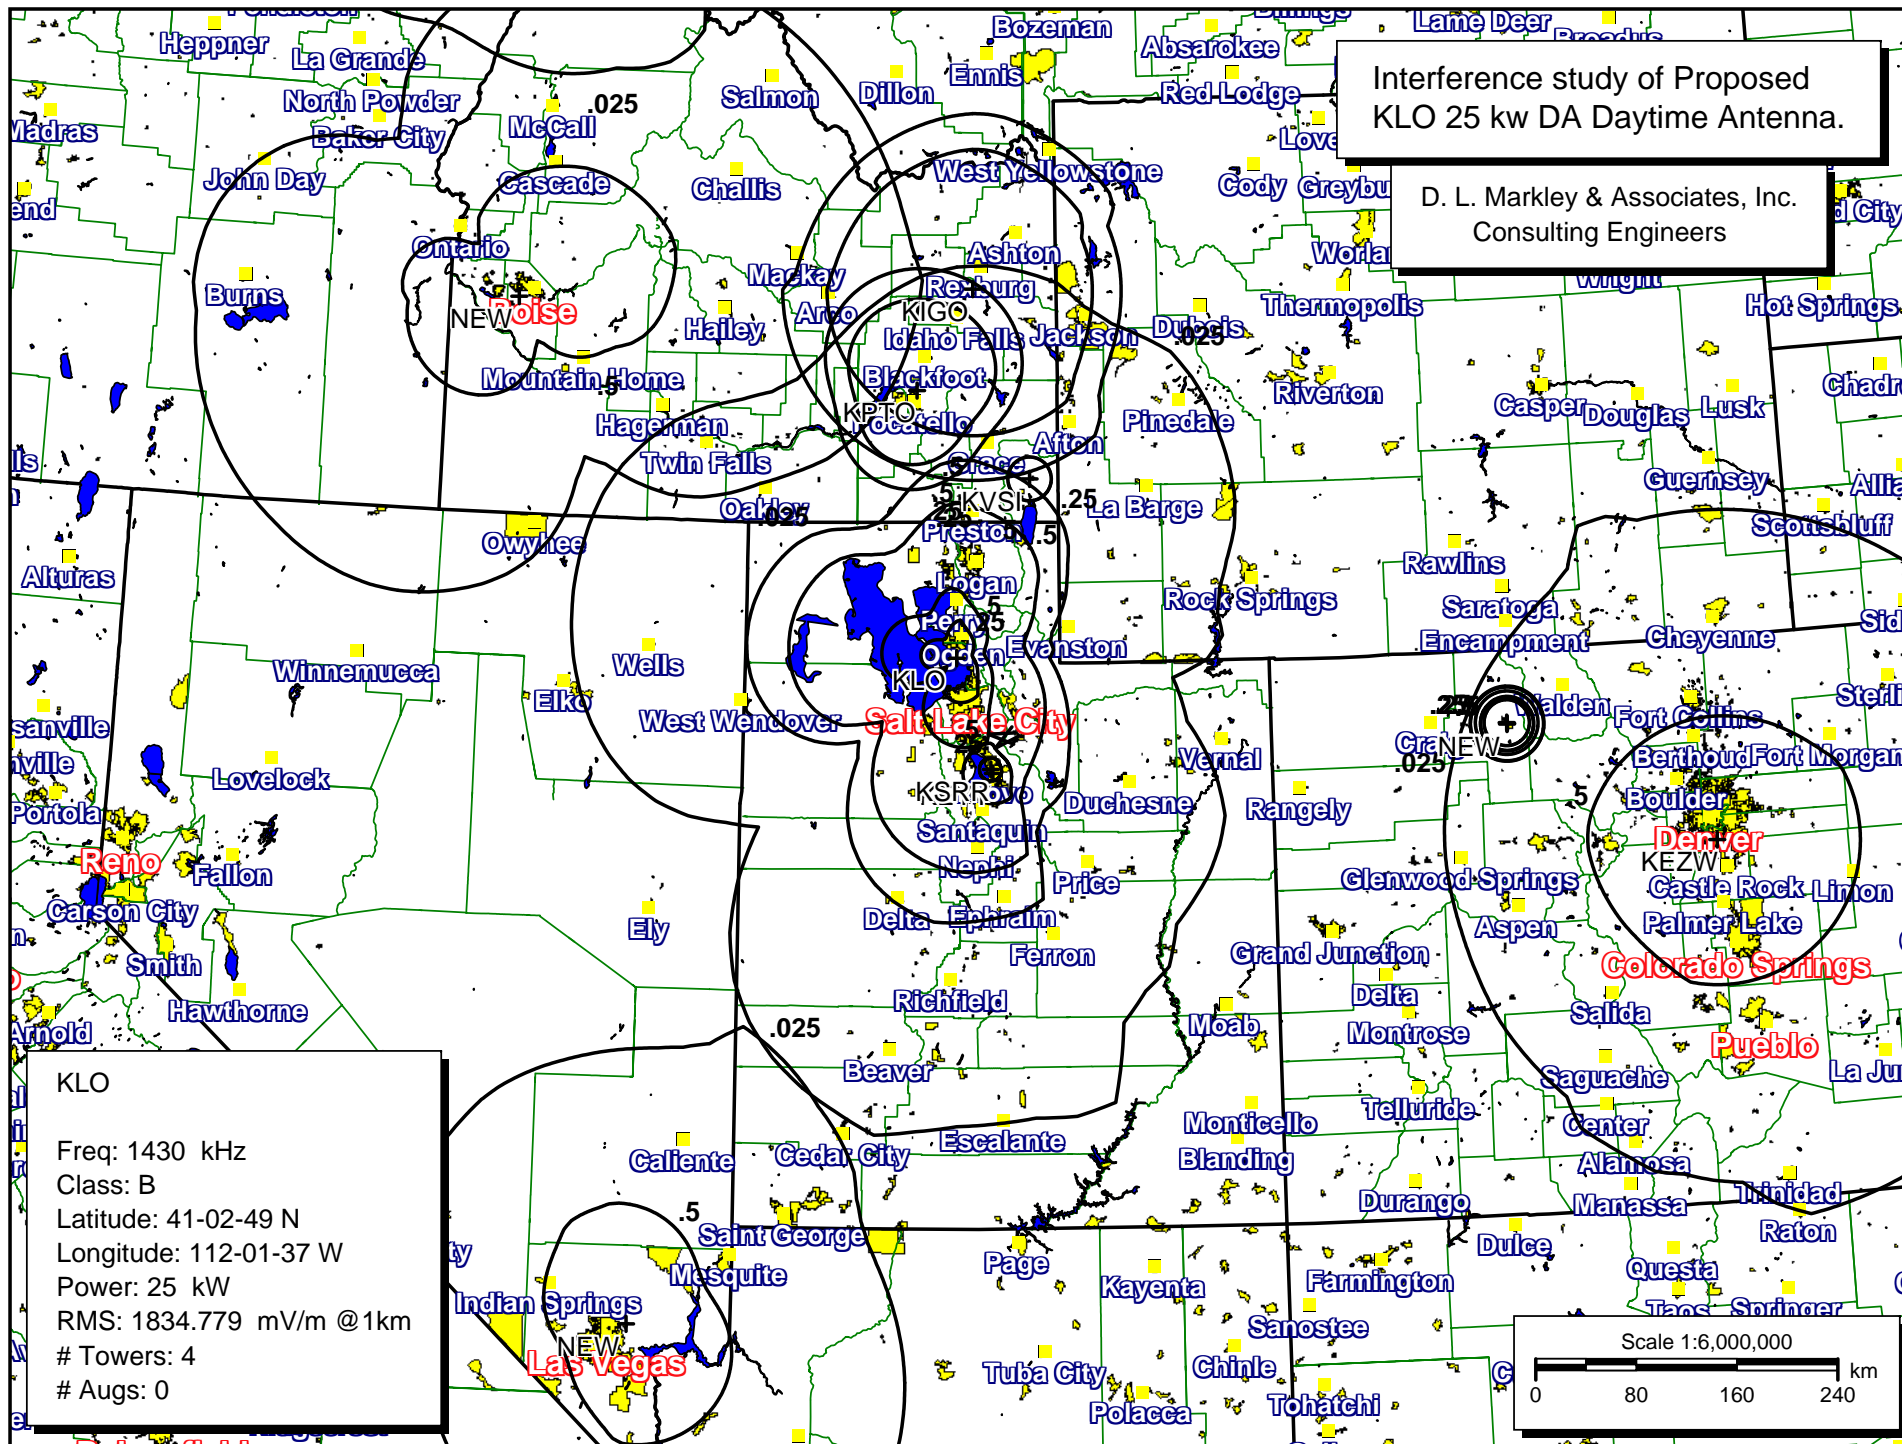 Heppner
La Grande
Bozeman
Absarokee
Lame Deer
Ennis
Dillon
Salmon
Red Lodge
North Powder
Baker City
Madras
McCall
.025
Interference study of Proposed
KLO 25 kw DA Daytime Antenna.
D. L. Markley & Associates, Inc.
Consulting Engineers
John Day
Cascade
Challis
West Yellowstone
Cody
Ontario
Ashton
Mackay
Burns
Rexburg
NEW
Boise
Hailey
Arco
KIGO
Thermopolis
Hot Springs
Idaho Falls
Jackson
Dubois
.025
Mountain Home
.5
Blackfoot
Riverton
Casper
Douglas
Lusk
KPTO
Pocatello
Pinedale
Hagerman
Afton
Twin Falls
Grace
Guernsey
Oakley
.025
.5
KVSI
.25
La Barge
Scottsbluff
Preston
.5
Owyhee
Rawlins
Alturas
Logan
.5
Rock Springs
Saratoga
Perry
Encampment
Cheyenne
Ogden
Evanston
Winnemucca
Wells
KLO
Elko
West Wendover
Salt Lake City
Walden
Fort Collins
NEW
.025
Vernal
Berthoud
Fort Morgan
Lovelock
KSRR
Duchesne
Rangely
.5
Boulder
Portola
Santaquin
Denver
Reno
Fallon
Nephi
Price
KEZW
Glenwood Springs
Castle Rock
Limon
Carson City
Delta
Ephraim
Aspen
Palmer Lake
Ely
Ferron
Grand Junction
Smith
Colorado Springs
Hawthorne
Richfield
Delta
Salida
Arnold
.025
Moab
Montrose
Pueblo
Beaver
Saguache
Telluride
Escalante
Monticello
Center
Caliente
Cedar City
Blanding
Alamosa
Durango
Manassa
Trinidad
.5
Raton
Saint George
Dulce
Page
Mesquite
Kayenta
Farmington
Questa
Indian Springs
Taos
Springer
Sanostee
NEW
Las Vegas
Tuba City
Chinle
Polacca
Tohatchi
KLO
Freq: 1430 kHz
Class: B
Latitude: 41-02-49 N
Longitude: 112-01-37 W
Power: 25 kW
RMS: 1834.779 mV/m @1km
# Towers: 4
# Augs: 0
Scale 1:6,000,000
km
0 80 160 240